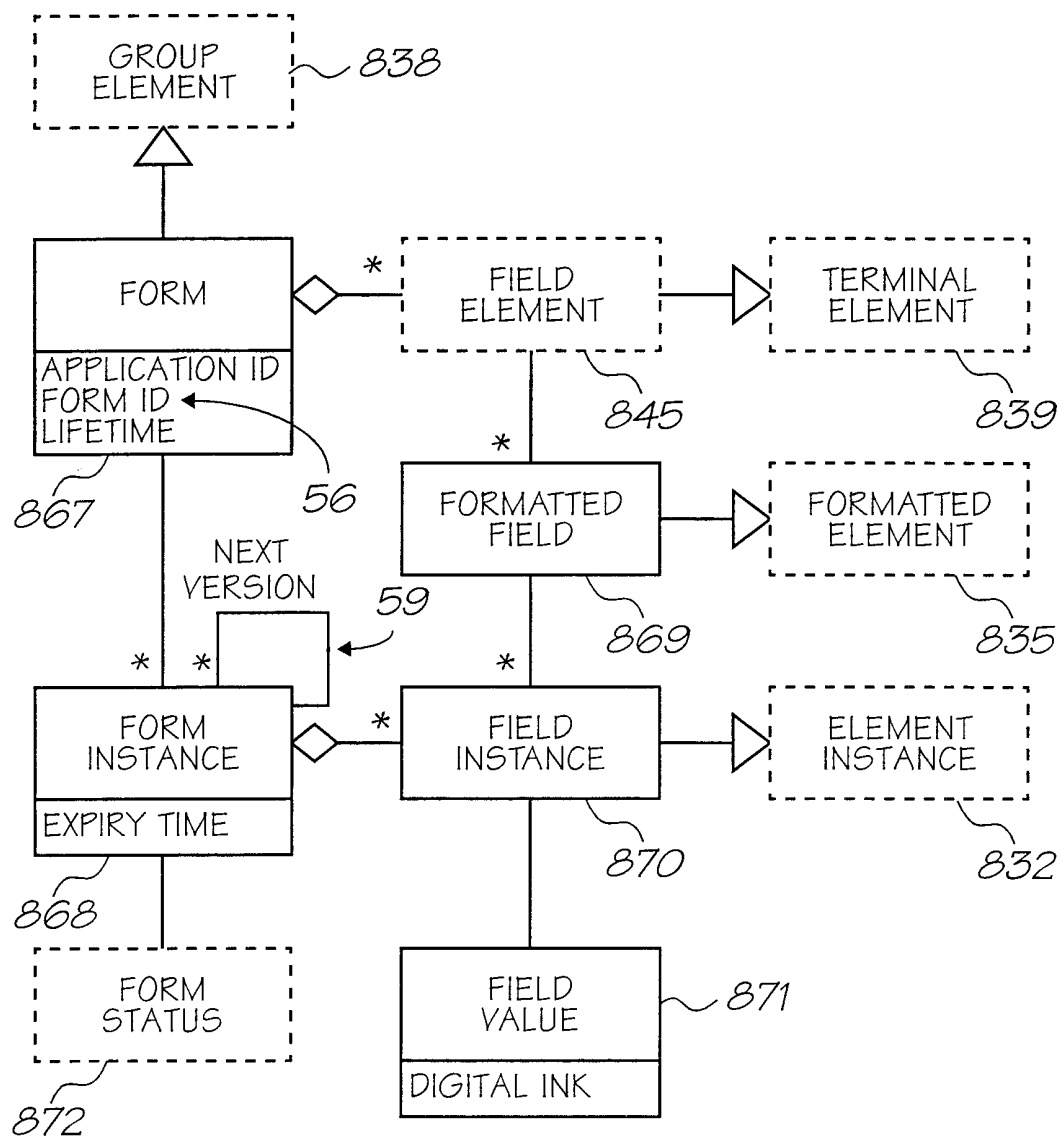 GROUP
ELEMENT
838
FORM
*
FIELD
ELEMENT
TERMINAL
ELEMENT
APPLICATION ID
FORM ID
LIFETIME
845
839
867
56
*
FORMATTED
FIELD
FORMATTED
ELEMENT
NEXT
VERSION
59
869
835
*
*
*
FORM
INSTANCE
*
FIELD
INSTANCE
ELEMENT
INSTANCE
EXPIRY TIME
870
832
868
FORM
STATUS
FIELD
VALUE
871
DIGITAL INK
872